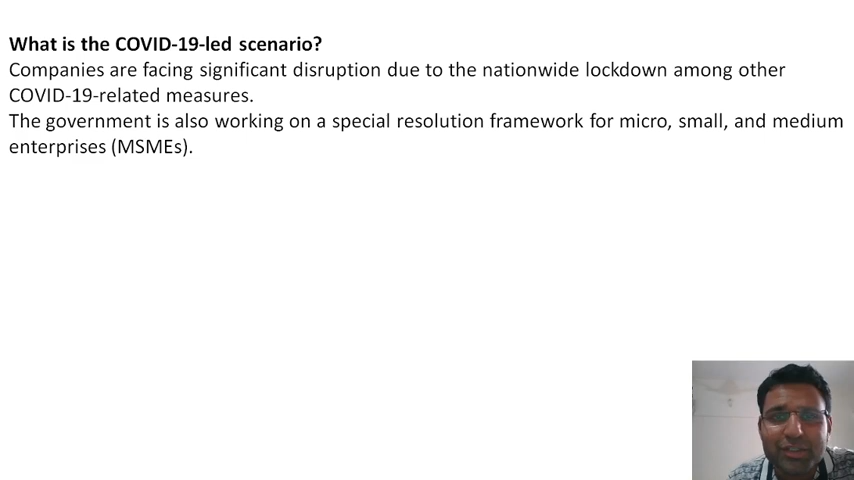 What is the COVID-19-led scenario?
Companies are facing significant disruption due to the nationwide lockdown among other
COVID-19-related measures.
The government is also working on a special resolution framework for micro, small, and medium
enterprises (MSMEs).